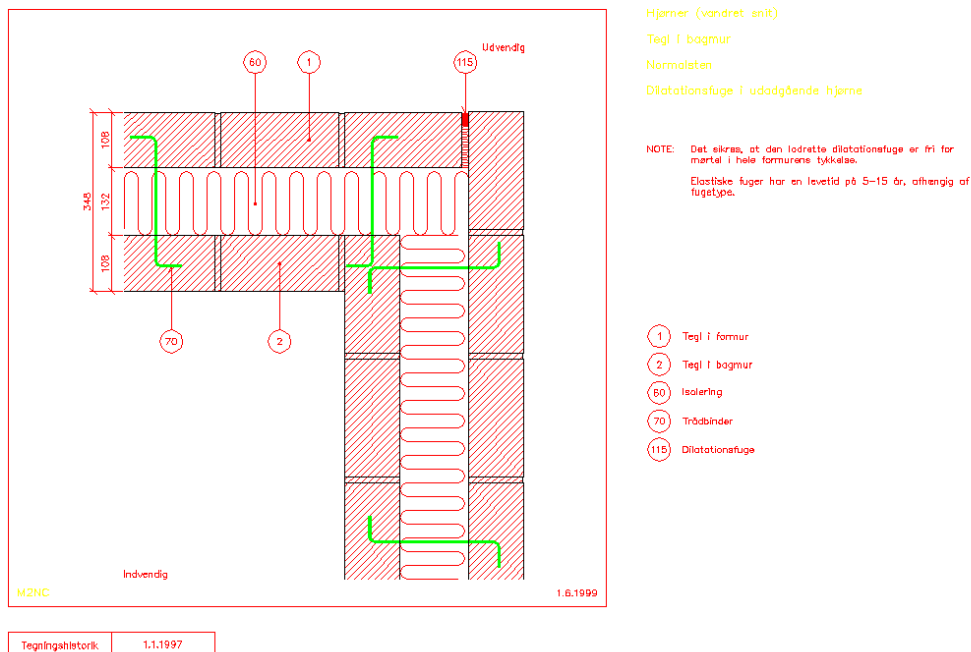 Hjørner (vandret snit)
Tegl i bagmur
Normalsten
Dilatationsfuge i udadgående hjørne
Udvendig
60
1
115
NOTE: Det sikres, at den lodrette dilatationsfuge er fri for
mørtel i hele formurens tykkelse.
Elastiske fuger har en levetid på 5-15 år, afhængig af
fugetype.
108
348
132
108
70
2
1 Tegl i formur
2 Tegl i bagmur
60 Isolering
70 Trådbinder
115 Dilatationsfuge
Indvendig
1.6.1999
Tegningshistorik 1.1.1997